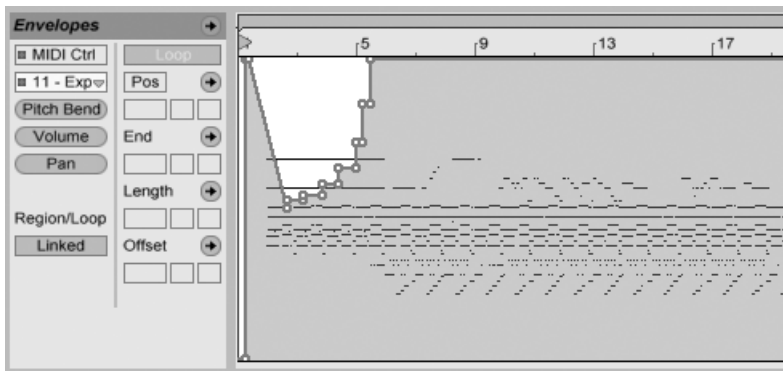 Envelopes
MIDI Ctrl
11 - Exp
Pitch Bend
Volume
Pan
Region/Loop
Linked
Loop
Pos
End
Length
Offset
1 5 9 13 17